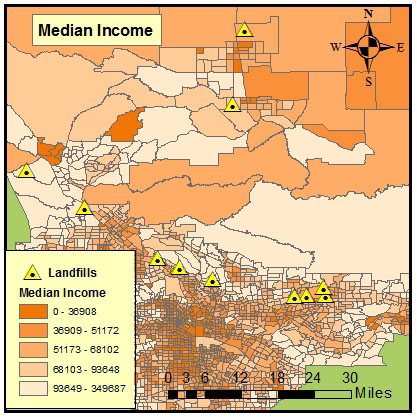 Median Income
N
W E
S
Landfills
Median Income
0 - 36908
36909 - 51172
51173 - 68102
68103 - 93648
93649 - 349687
0 3 6 12 18 24 30
Miles